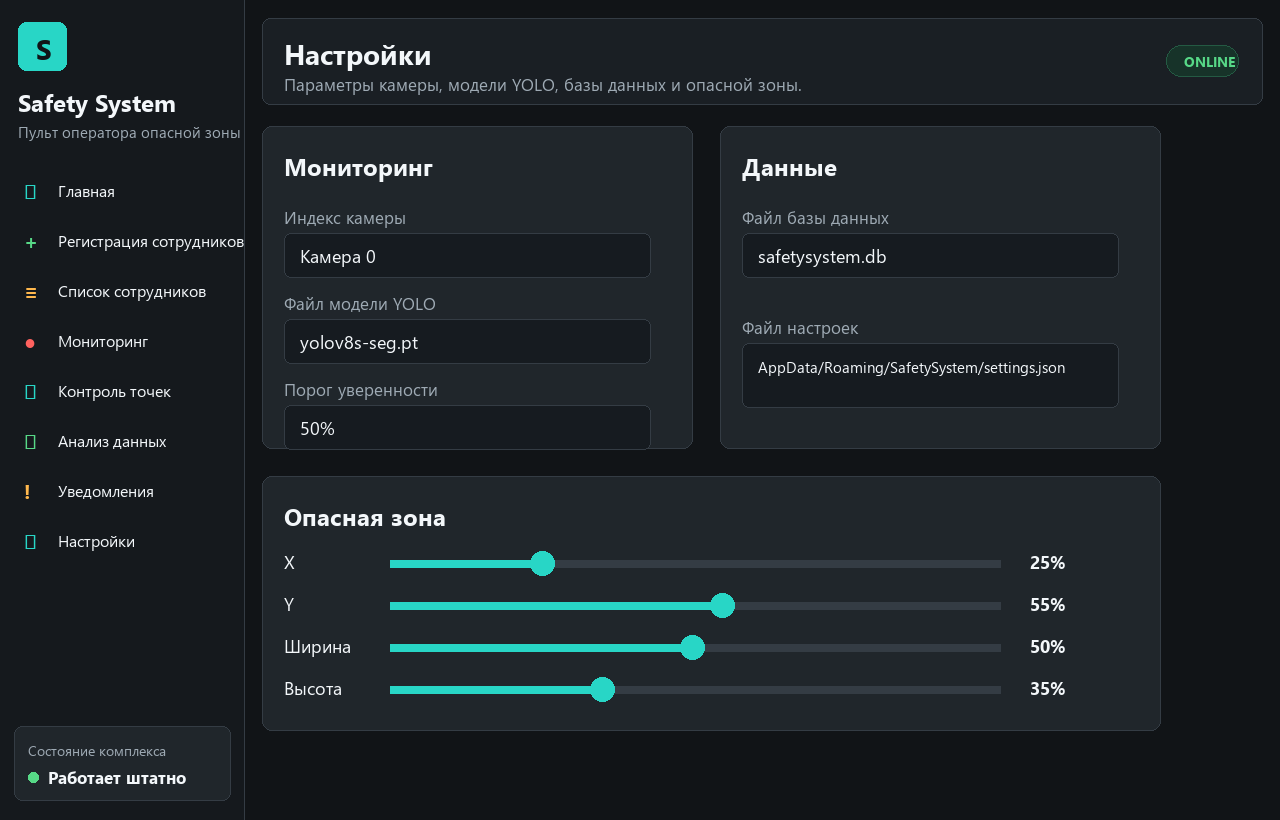 S
Safety System
Пульт оператора опасной зоны
Главная
+ Регистрация сотрудников
≡ Список сотрудников
● Мониторинг
Контроль точек
Анализ данных
! Уведомления
Настройки
Состояние комплекса
Работает штатно
Настройки
Параметры камеры, модели YOLO, базы данных и опасной зоны.
ONLINE
Мониторинг
Индекс камеры
Камера 0
Файл модели YOLO
yolov8s-seg.pt
Порог уверенности
50%
Данные
Файл базы данных
safetysystem.db
Файл настроек
AppData/Roaming/SafetySystem/settings.json
Опасная зона
X 25%
Y 55%
Ширина 50%
Высота 35%